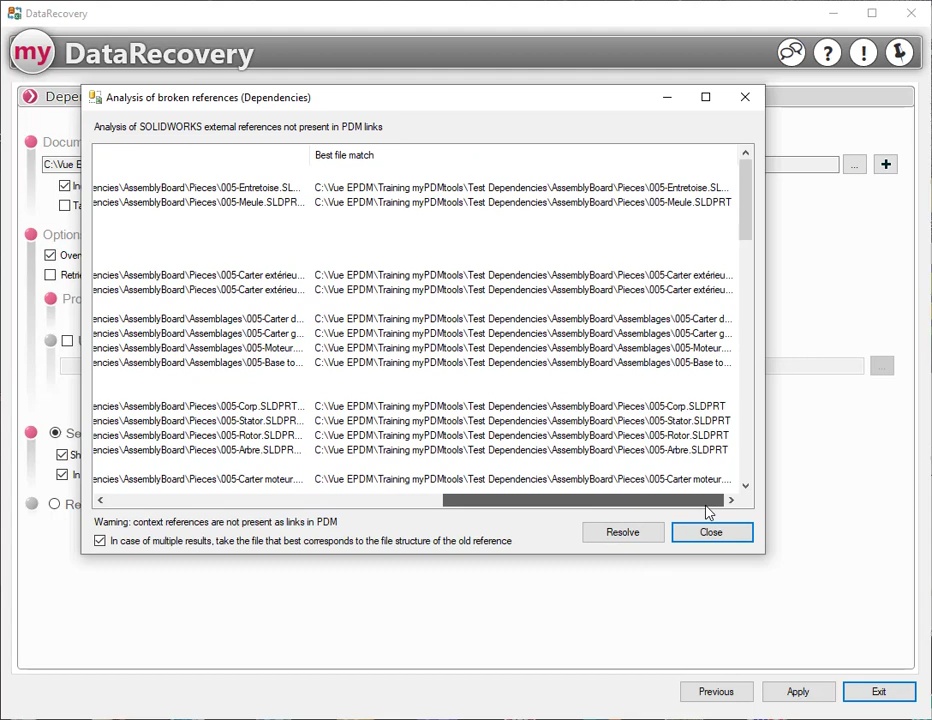 DataRecovery
my DataRecovery
Analysis of broken references (Dependencies)
Analysis of SOLIDWORKS external references not present in PDM links
Best file match
encies\AssemblyBoard\Pieces\005-Entretoise.SL... C:\Vue EPDM\Training myPDMtools\Test Dependencies\AssemblyBoard\Pieces\005-Entretoise.SL...
encies\AssemblyBoard\Pieces\005-Meule.SLDPR... C:\Vue EPDM\Training myPDMtools\Test Dependencies\AssemblyBoard\Pieces\005-Meule.SLDPRT
encies\AssemblyBoard\Pieces\005-Carter extérieu... C:\Vue EPDM\Training myPDMtools\Test Dependencies\AssemblyBoard\Pieces\005-Carter extérieu...
encies\AssemblyBoard\Pieces\005-Carter extérieu... C:\Vue EPDM\Training myPDMtools\Test Dependencies\AssemblyBoard\Pieces\005-Carter extérieu...
encies\AssemblyBoard\Assemblages\005-Carter d... C:\Vue EPDM\Training myPDMtools\Test Dependencies\AssemblyBoard\Assemblages\005-Carter d...
encies\AssemblyBoard\Assemblages\005-Carter g... C:\Vue EPDM\Training myPDMtools\Test Dependencies\AssemblyBoard\Assemblages\005-Carter g...
encies\AssemblyBoard\Assemblages\005-Moteur.... C:\Vue EPDM\Training myPDMtools\Test Dependencies\AssemblyBoard\Assemblages\005-Moteur....
encies\AssemblyBoard\Assemblages\005-Base to... C:\Vue EPDM\Training myPDMtools\Test Dependencies\AssemblyBoard\Assemblages\005-Base to...
encies\AssemblyBoard\Pieces\005-Corp.SLDPRT... C:\Vue EPDM\Training myPDMtools\Test Dependencies\AssemblyBoard\Pieces\005-Corp.SLDPRT
encies\AssemblyBoard\Pieces\005-Stator.SLDPRT... C:\Vue EPDM\Training myPDMtools\Test Dependencies\AssemblyBoard\Pieces\005-Stator.SLDPRT
encies\AssemblyBoard\Pieces\005-Rotor.SLDPR... C:\Vue EPDM\Training myPDMtools\Test Dependencies\AssemblyBoard\Pieces\005-Rotor.SLDPRT
encies\AssemblyBoard\Pieces\005-Arbre.SLDPR... C:\Vue EPDM\Training myPDMtools\Test Dependencies\AssemblyBoard\Pieces\005-Arbre.SLDPRT
encies\AssemblyBoard\Pieces\005-Carter moteur.... C:\Vue EPDM\Training myPDMtools\Test Dependencies\AssemblyBoard\Pieces\005-Carter moteur....
Warning: context references are not present as links in PDM
In case of multiple results, take the file that best corresponds to the file structure of the old reference
Resolve Close
Depe
Docum
C:\Vue E
...
In
Ta
Option
Over
Retrie
Pro
U
...
Se
Sh
In
Re
Previous Apply Exit